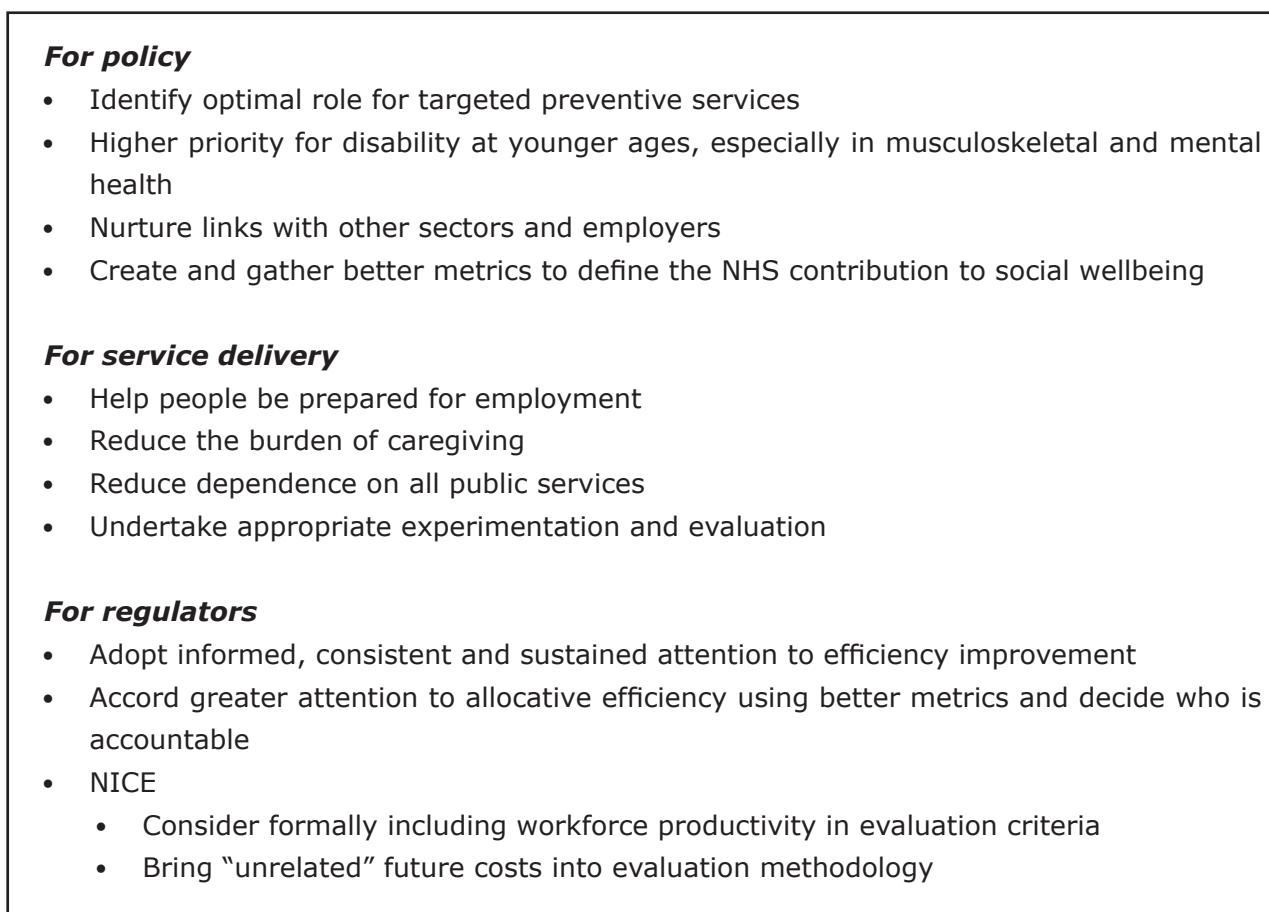 For policy
• Identify optimal role for targeted preventive services
• Higher priority for disability at younger ages, especially in musculoskeletal and mental
health
• Nurture links with other sectors and employers
• Create and gather better metrics to define the NHS contribution to social wellbeing
For service delivery
• Help people be prepared for employment
• Reduce the burden of caregiving
• Reduce dependence on all public services
• Undertake appropriate experimentation and evaluation
For regulators
• Adopt informed, consistent and sustained attention to efficiency improvement
• Accord greater attention to allocative efficiency using better metrics and decide who is
accountable
• NICE
• Consider formally including workforce productivity in evaluation criteria
• Bring “unrelated” future costs into evaluation methodology